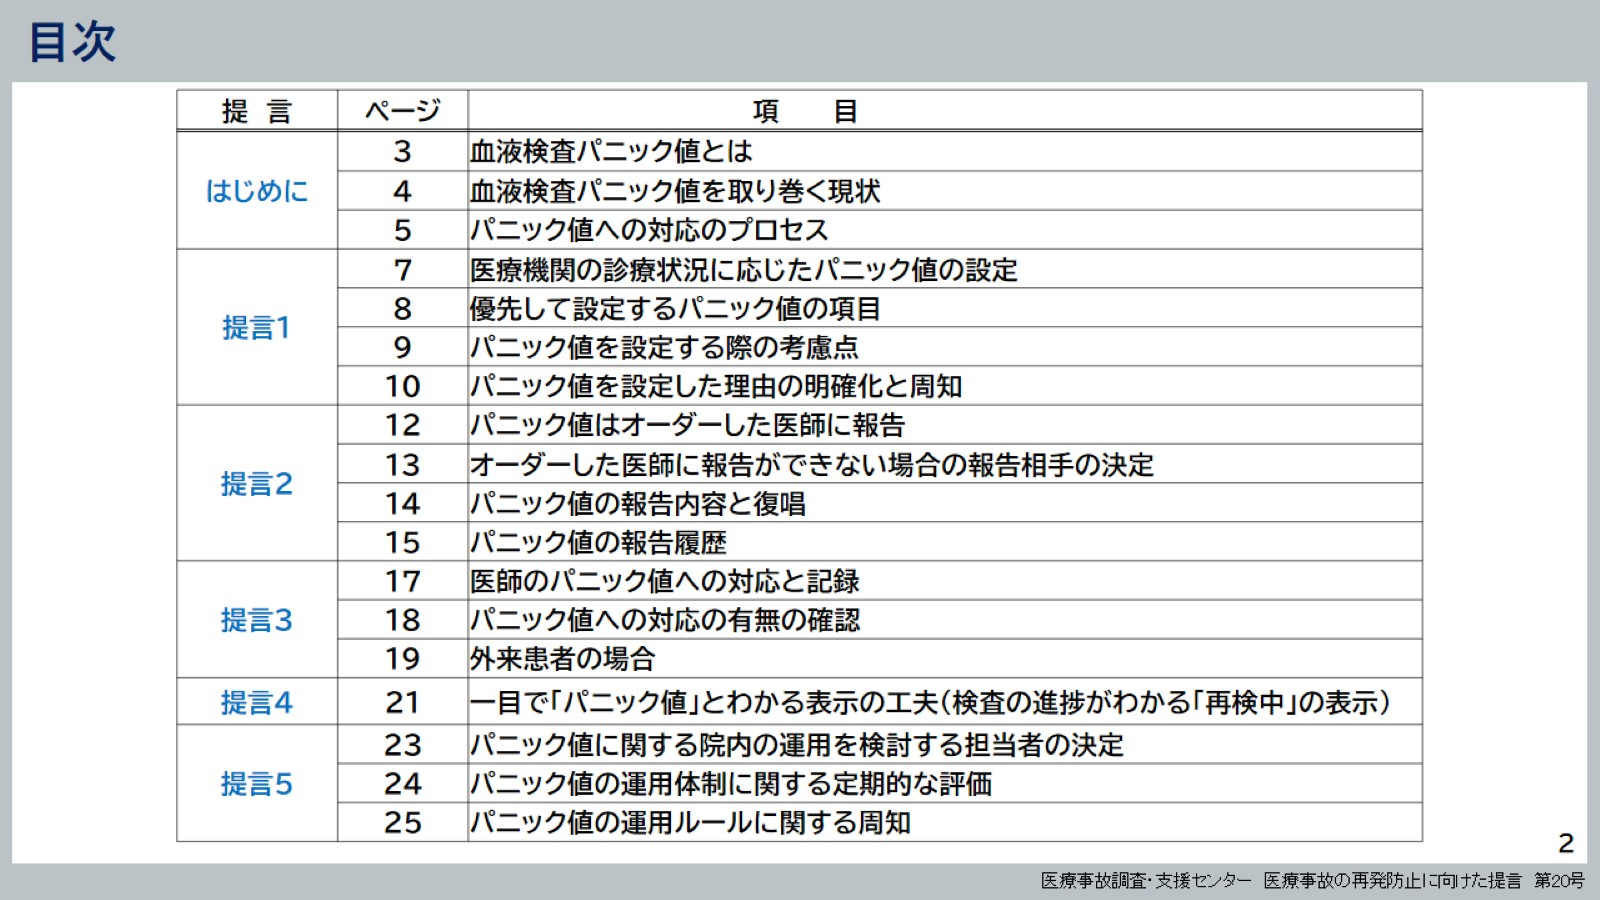 目次
提 言 ページ 項 目
はじめに
3 血液検査パニック値とは
4 血液検査パニック値を取り巻く現状
5 パニック値への対応のプロセス
提言1
7 医療機関の診療状況に応じたパニック値の設定
8 優先して設定するパニック値の項目
9 パニック値を設定する際の考慮点
10 パニック値を設定した理由の明確化と周知
提言2
12 パニック値はオーダーした医師に報告
13 オーダーした医師に報告ができない場合の報告相手の決定
14 パニック値の報告内容と復唱
15 パニック値の報告履歴
提言3
17 医師のパニック値への対応と記録
18 パニック値への対応の有無の確認
19 外来患者の場合
提言4
21 一目で「パニック値」とわかる表示の工夫(検査の進捗がわかる「再検中」の表示)
提言5
23 パニック値に関する院内の運用を検討する担当者の決定
24 パニック値の運用体制に関する定期的な評価
25 パニック値の運用ルールに関する周知
2
医療事故調査・支援センター 医療事故の再発防止に向けた提言 第20号